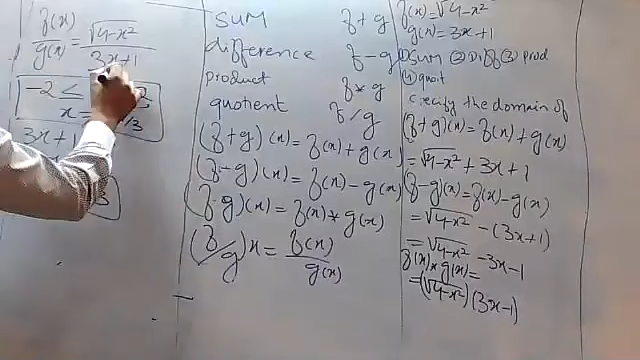 f(x)/g(x) = √4-x²/3x+1
-2 ≤
x =
3x+1
3
SUM f+g
difference f-g
product f*g
quotient f/g
(f+g)(x) = f(x)+g(x)
(f-g)(x) = f(x)-g(x)
(f·g)(x) = f(x)*g(x)
(f/g)x = f(x)/g(x)
f(x)=√4-x²
g(x)=3x+1
① Sum ② Diff ③ prod
④ quot
specify the domain of
(f+g)(x)=f(x)+g(x)
=√4-x²+3x+1
f-g(x)=f(x)-g(x)
=√4-x²-(3x+1)
=√4-x²-3x-1
f(x)*g(x)=
=(√4-x²)(3x-1)